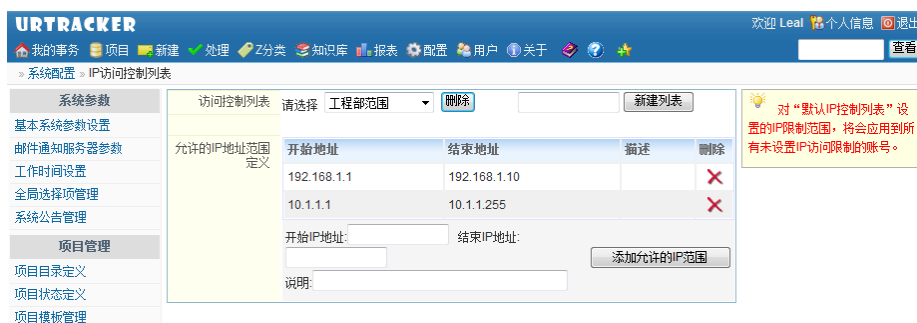 URTRACKER
欢迎 Leal 个人信息 退出
我的事务 项目 新建 处理 Z分类 知识库 报表 配置 用户 关于 查看
» 系统配置 » IP访问控制列表
系统参数
基本系统参数设置
邮件通知服务器参数
工作时间设置
全局选择项管理
系统公告管理
项目管理
项目目录定义
项目状态定义
项目模板管理
访问控制列表 请选择 工程部范围 删除 新建列表
允许的IP地址范围
定义
开始地址 结束地址 描述 删除
192.168.1.1 192.168.1.10
10.1.1.1 10.1.1.255
开始IP地址: 结束IP地址:
添加允许的IP范围
说明:
对“默认IP控制列表”设
置的IP限制范围，将会应用到所
有未设置IP访问限制的账号。